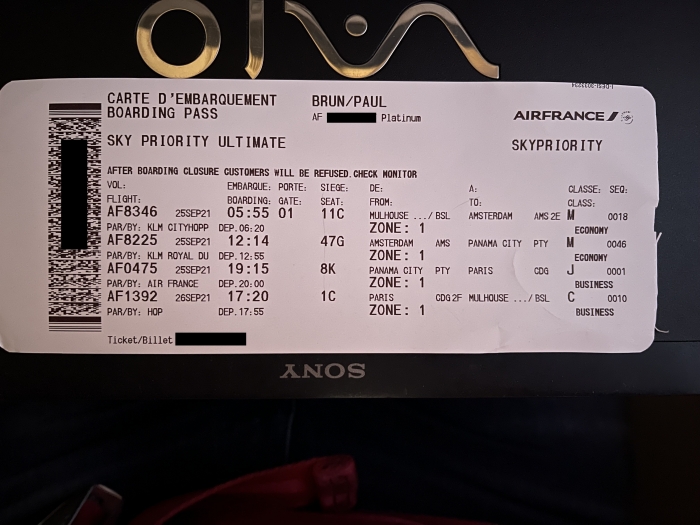 VAIO
CARTE D'EMBARQUEMENT BRUN/PAUL
BOARDING PASS AF Platinum AIRFRANCE
SKY PRIORITY ULTIMATE SKYPRIORITY
AFTER BOARDING CLOSURE CUSTOMERS WILL BE REFUSED.CHECK MONITOR
VOL: EMBARQUE: PORTE: SIEGE: DE: A: CLASSE: SEQ:
FLIGHT: BOARDING: GATE: SEAT: FROM: TO: CLASS:
AF8346 25SEP21 05:55 01 11C MULHOUSE .../BSL AMSTERDAM AMS2E M 0018
PAR/BY: KLM CITYHOPP DEP.06:20 ZONE: 1 ECONOMY
AF8225 25SEP21 12:14 47G AMSTERDAM AMS PANAMA CITY PTY M 0046
PAR/BY: KLM ROYAL DU DEP.12:55 ZONE: 1 ECONOMY
AF0475 25SEP21 19:15 8K PANAMA CITY PTY PARIS CDG J 0001
PAR/BY: AIR FRANCE DEP.20:00 ZONE: 1 BUSINESS
AF1392 26SEP21 17:20 1C PARIS CDG2F MULHOUSE .../BSL C 0010
PAR/BY: HOP DEP.17:55 ZONE: 1 BUSINESS
Ticket/Billet
SONY